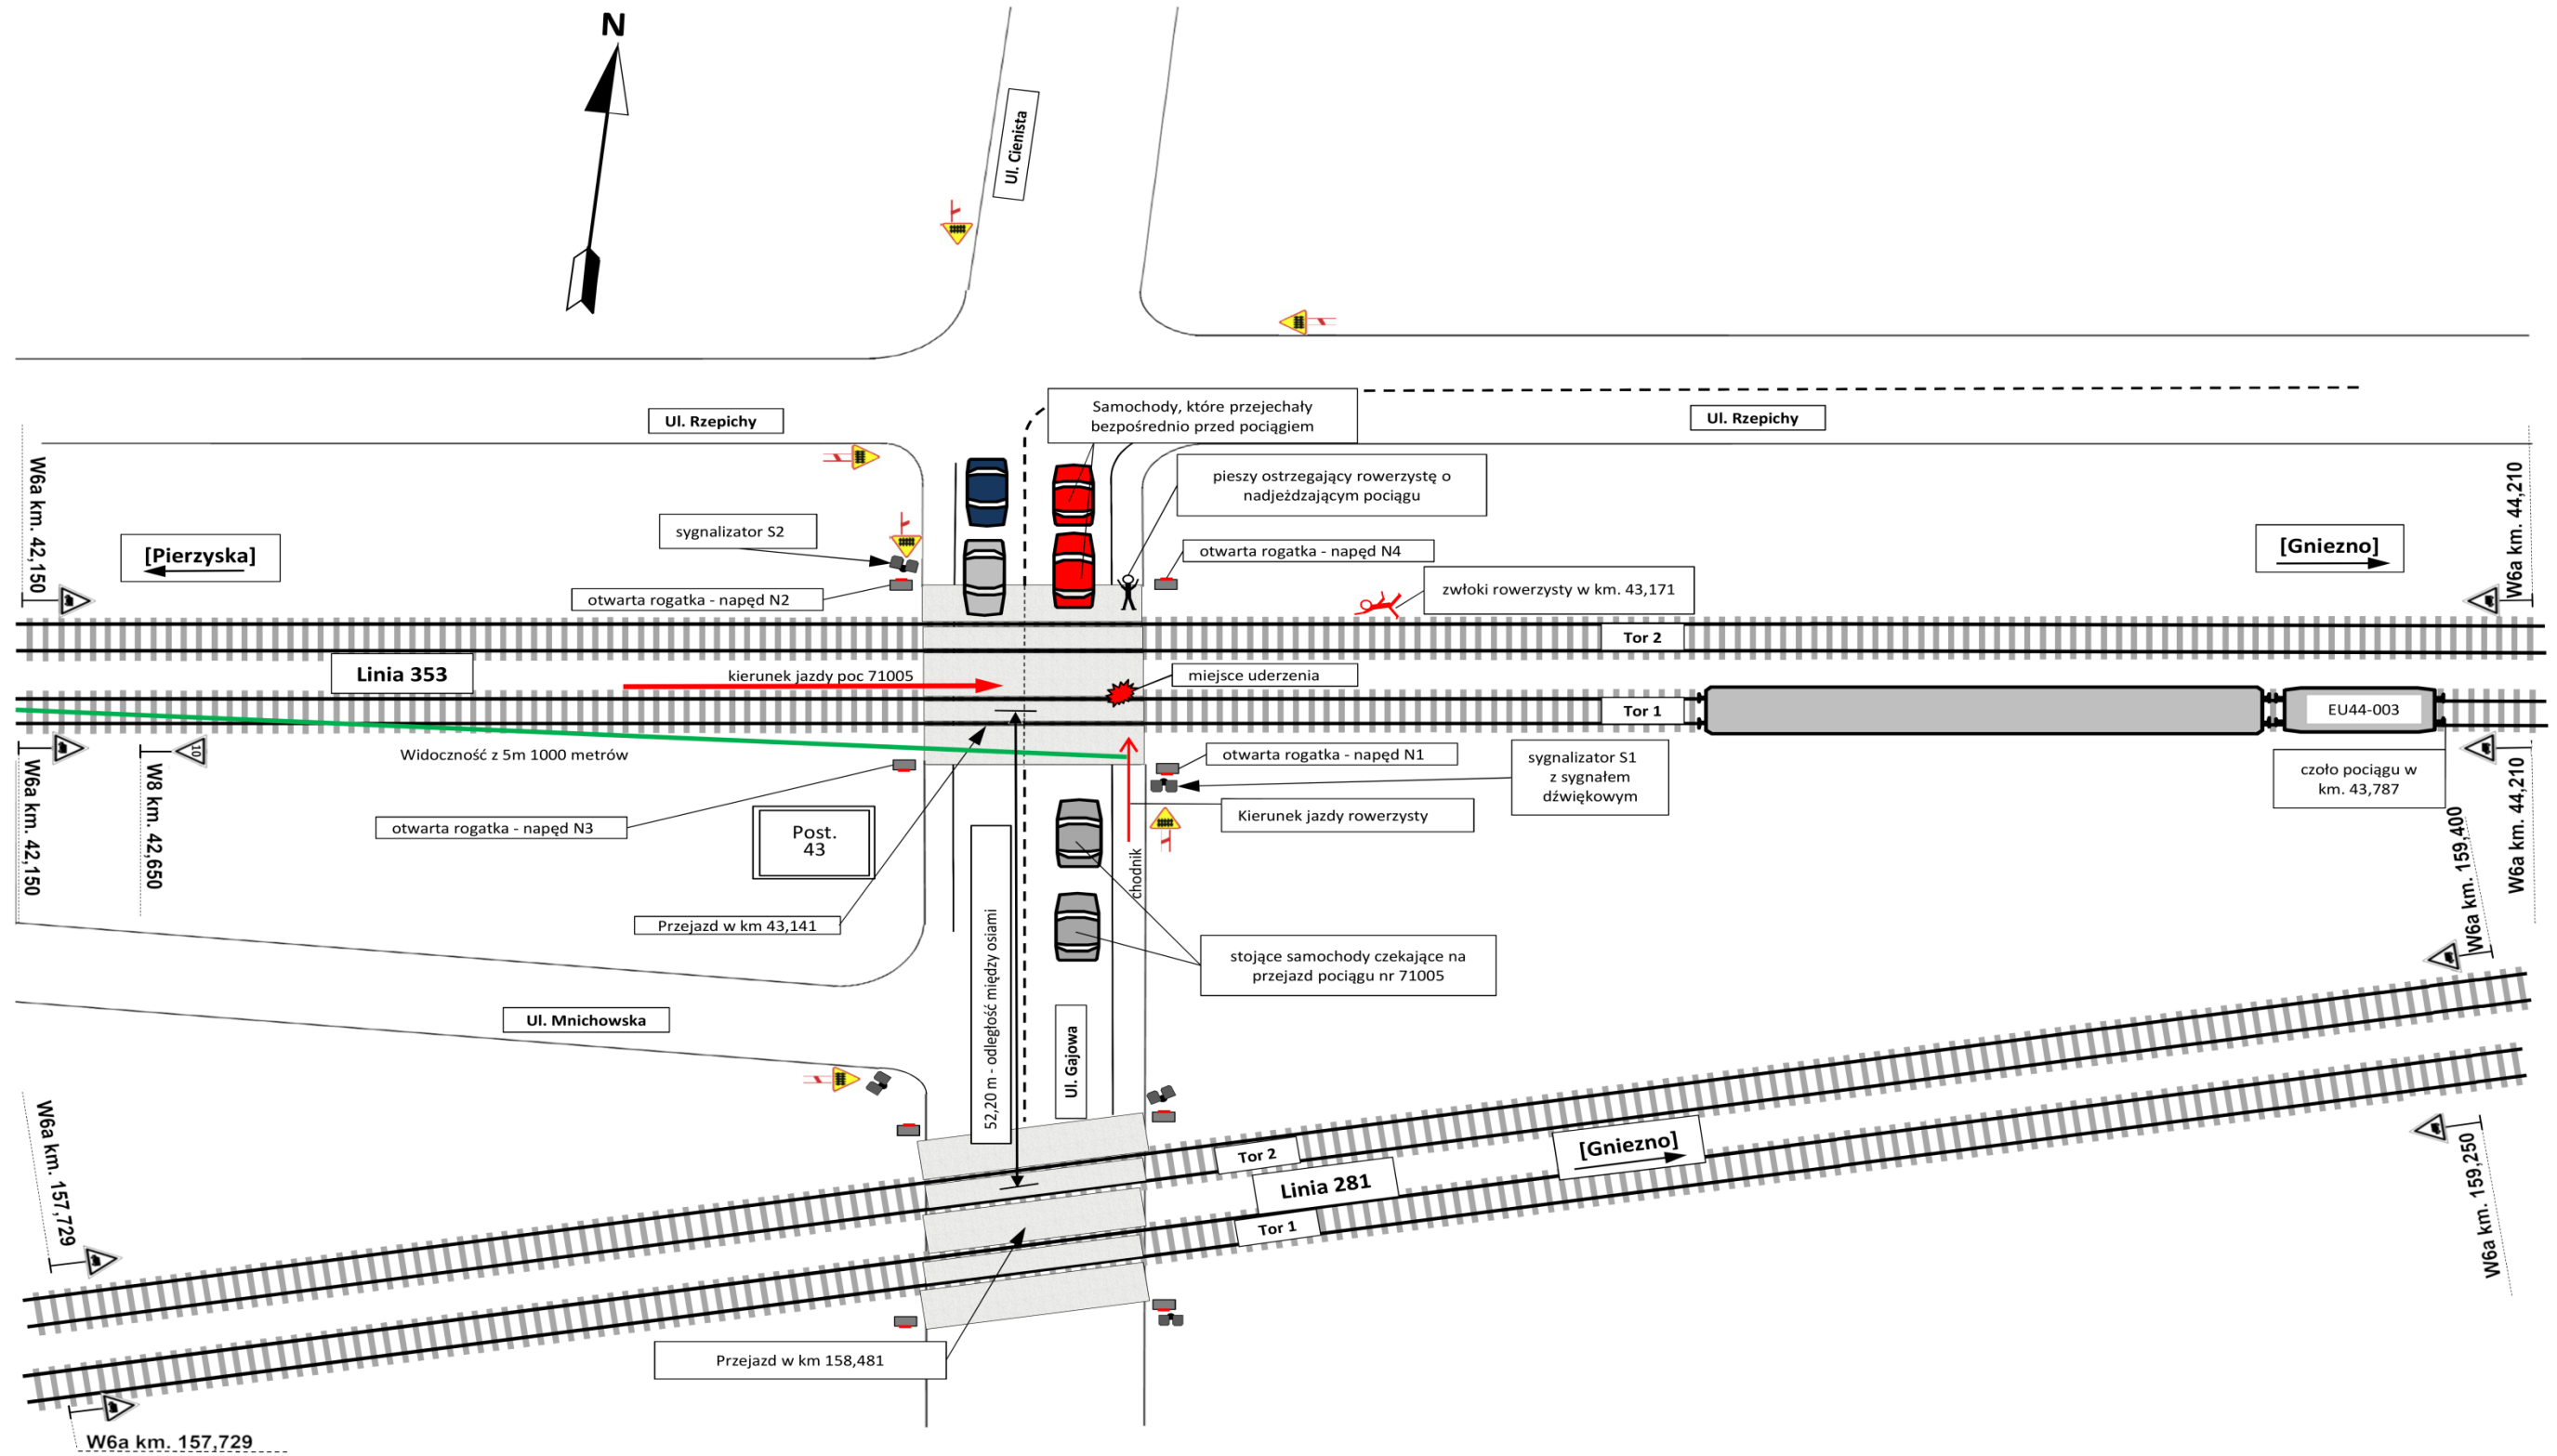 N
Ul. Cienista
Samochody, które przejechały
bezpośrednio przed pociągiem
Ul. Rzepichy
Ul. Rzepichy
W6a km. 42,150
W6a km. 44,210
pieszy ostrzegający rowerzystę o
nadjeżdzającym pociągu
sygnalizator S2
[Pierzyska]
[Gniezno]
otwarta rogatka - napęd N4
otwarta rogatka - napęd N2
zwłoki rowerzysty w km. 43,171
Tor 2
Linia 353
kierunek jazdy poc 71005
miejsce uderzenia
Tor 1
EU44-003
Widoczność z 5m 1000 metrów
10
otwarta rogatka - napęd N1
sygnalizator S1
z sygnałem
dźwiękowym
czoło pociągu w
km. 43,787
W6a km. 42,150
W8 km. 42,650
W6a km. 44,210
Kierunek jazdy rowerzysty
otwarta rogatka - napęd N3
Post.
43
chodnik
W6a km. 159,400
Przejazd w km 43,141
52,20 m - odległość między osiami
stojące samochody czekające na
przejazd pociągu nr 71005
Ul. Mnichowska
Ul. Gajowa
W6a km. 157,729
Tor 2
[Gniezno]
Linia 281
Tor 1
W6a km. 159,250
Przejazd w km 158,481
W6a km. 157,729